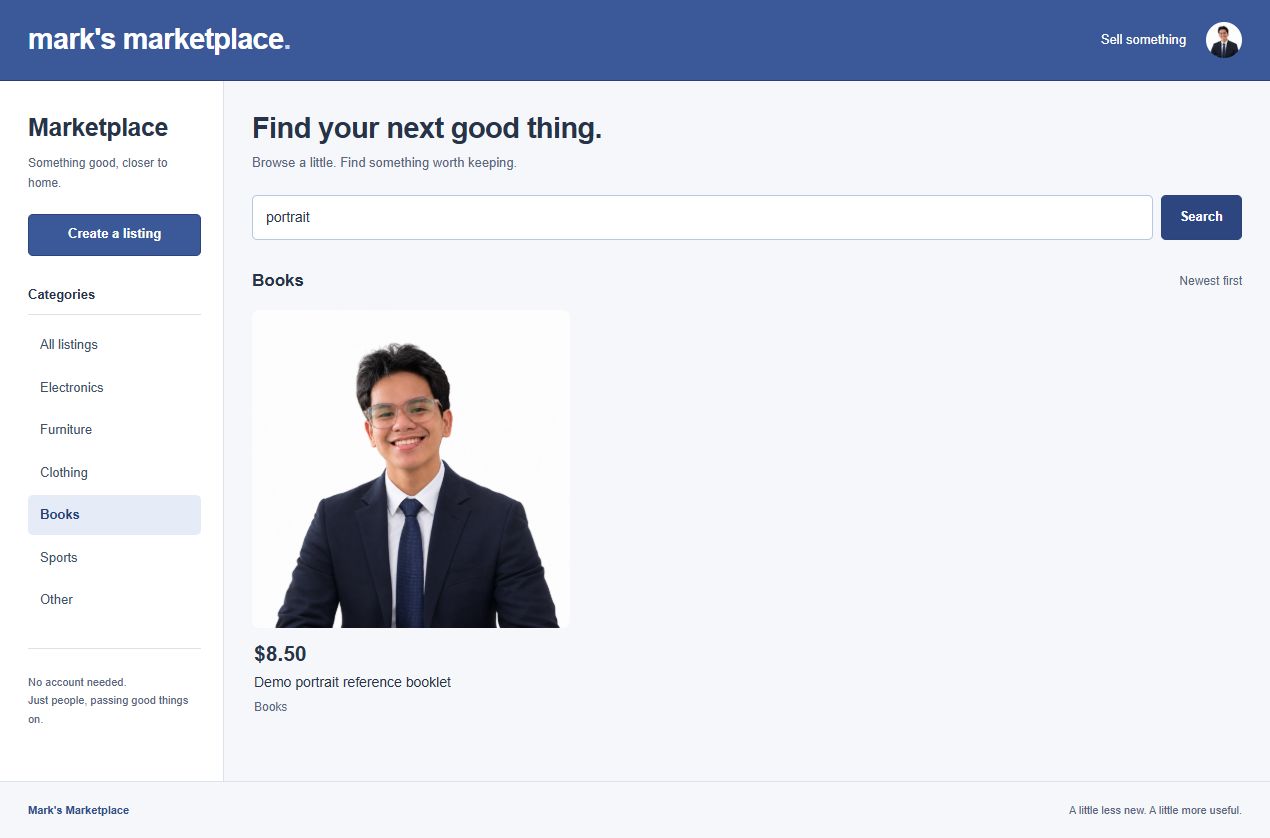 mark's marketplace.
Sell something
Marketplace
Something good, closer to
home.
Create a listing
Categories
All listings
Electronics
Furniture
Clothing
Books
Sports
Other
No account needed.
Just people, passing good things
on.
Find your next good thing.
Browse a little. Find something worth keeping.
portrait
Search
Books
Newest first
$8.50
Demo portrait reference booklet
Books
Mark's Marketplace
A little less new. A little more useful.